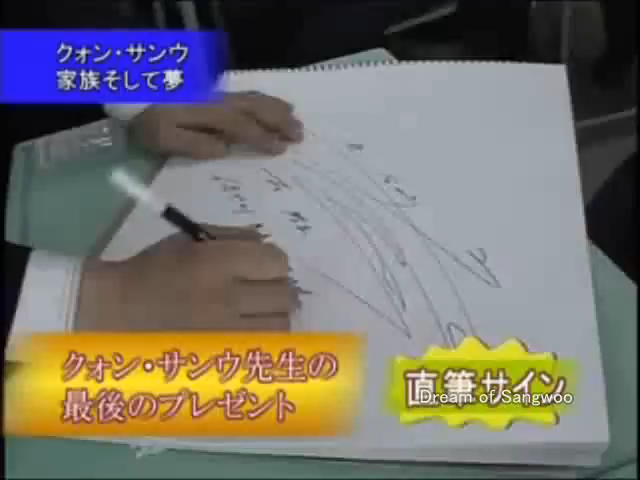 クォン・サンウ
家族そして夢
クォン・サンウ先生の
最後のプレゼント
直筆サイン
Dream of Sangwoo